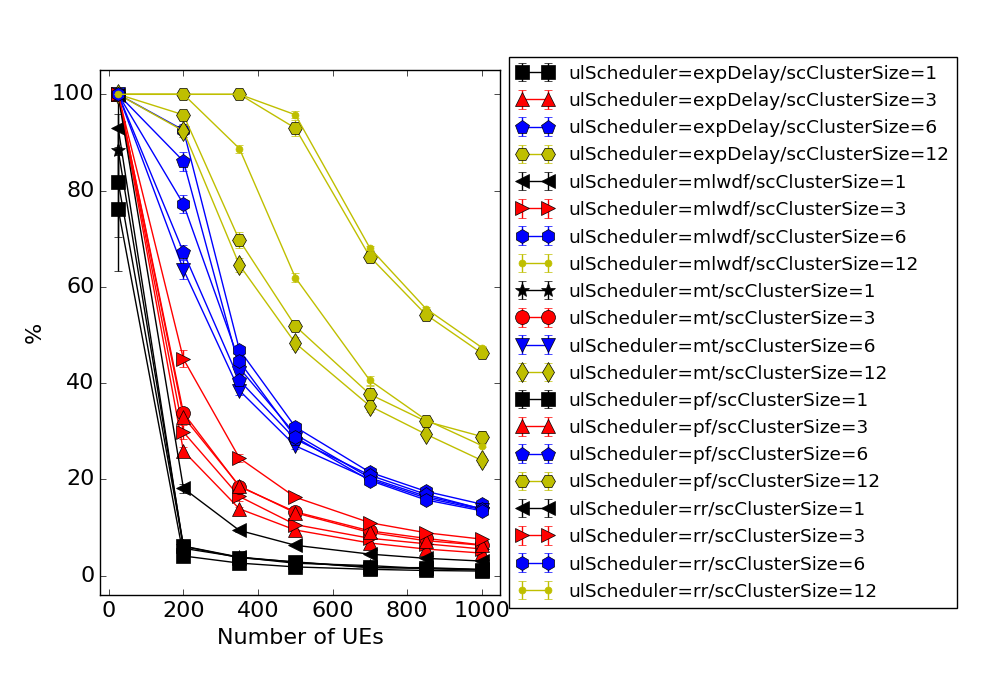 100
80
60
40
20
0
%
0 200 400 600 800 1000
Number of UEs
ulScheduler=expDelay/scClusterSize=1
ulScheduler=expDelay/scClusterSize=3
ulScheduler=expDelay/scClusterSize=6
ulScheduler=expDelay/scClusterSize=12
ulScheduler=mlwdf/scClusterSize=1
ulScheduler=mlwdf/scClusterSize=3
ulScheduler=mlwdf/scClusterSize=6
ulScheduler=mlwdf/scClusterSize=12
ulScheduler=mt/scClusterSize=1
ulScheduler=mt/scClusterSize=3
ulScheduler=mt/scClusterSize=6
ulScheduler=mt/scClusterSize=12
ulScheduler=pf/scClusterSize=1
ulScheduler=pf/scClusterSize=3
ulScheduler=pf/scClusterSize=6
ulScheduler=pf/scClusterSize=12
ulScheduler=rr/scClusterSize=1
ulScheduler=rr/scClusterSize=3
ulScheduler=rr/scClusterSize=6
ulScheduler=rr/scClusterSize=12